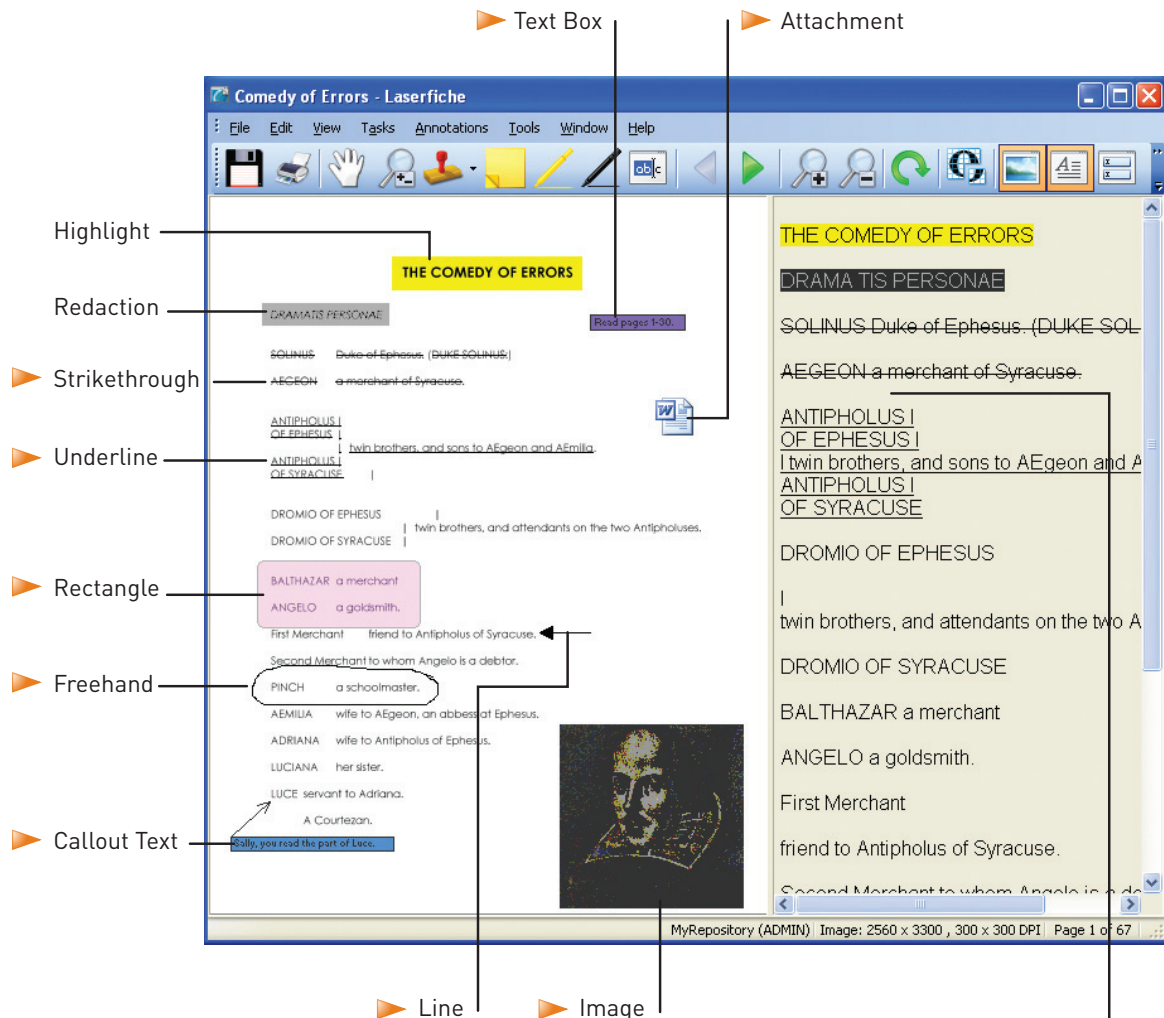 Text Box
Attachment
Comedy of Errors - Laserfiche
File Edit View Tasks Annotations Tools Window Help
Highlight
Redaction
Strikethrough
Underline
Rectangle
Freehand
Callout Text
THE COMEDY OF ERRORS
DRAMATIS PERSONAE
Read pages 1-30.
SOLINUS Duke of Ephesus. (DUKE SOLINUS:|
AEGEON a merchant of Syracuse.
ANTIPHOLUS |
OF EPHESUS |
| twin brothers, and sons to AEgeon and AEmilia.
ANTIPHOLUS |
OF SYRACUSE |
DROMIO OF EPHESUS |
| twin brothers, and attendants on the two Antipholuses.
DROMIO OF SYRACUSE |
BALTHAZAR a merchant
ANGELO a goldsmith.
First Merchant friend to Antipholus of Syracuse.
Second Merchant to whom Angelo is a debtor.
PINCH a schoolmaster.
AEMILIA wife to AEgeon, an abbess at Ephesus.
ADRIANA wife to Antipholus of Ephesus.
LUCIANA her sister.
LUCE servant to Adriana.
A Courtezan.
Sally, you read the part of Luce.
THE COMEDY OF ERRORS
DRAMA TIS PERSONAE
SOLINUS Duke of Ephesus. (DUKE SOL
AEGEON a merchant of Syracuse.
ANTIPHOLUS I
OF EPHESUS I
I twin brothers, and sons to AEgeon and A
ANTIPHOLUS I
OF SYRACUSE
DROMIO OF EPHESUS
|
twin brothers, and attendants on the two A
DROMIO OF SYRACUSE
BALTHAZAR a merchant
ANGELO a goldsmith.
First Merchant
friend to Antipholus of Syracuse.
Second Merchant to whom Angelo is a de
MyRepository (ADMIN) Image: 2560 x 3300 , 300 x 300 DPI Page 1 of 67
Line
Image